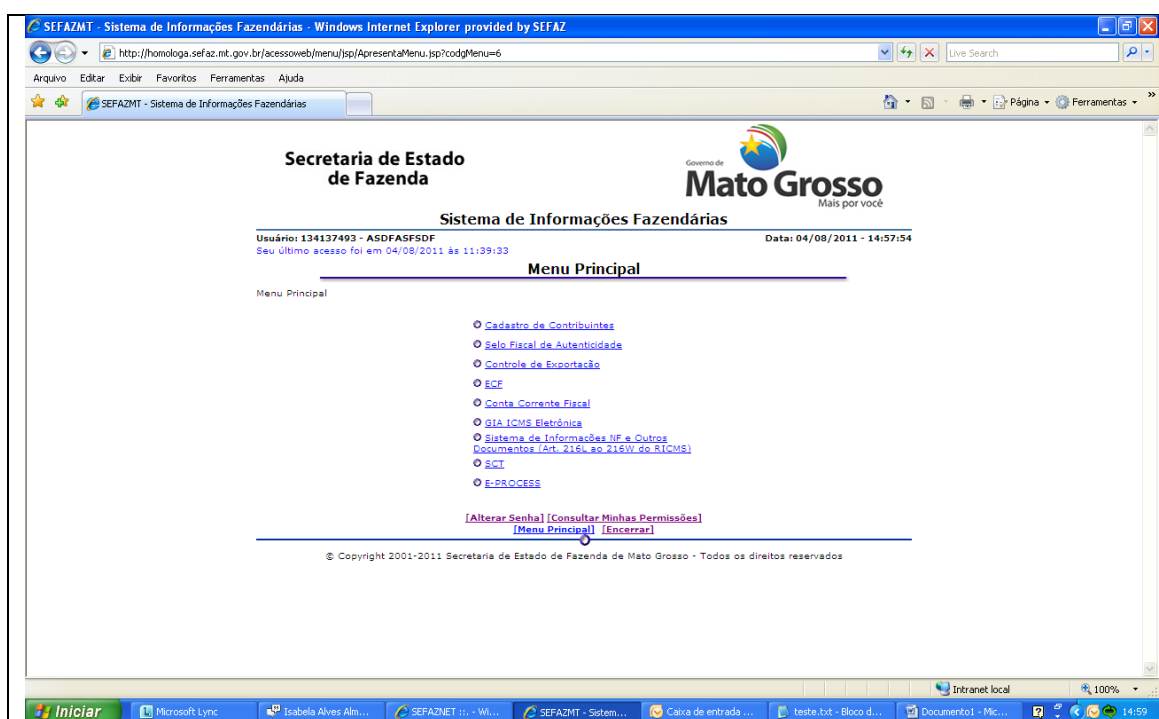 SEFAZMT - Sistema de Informações Fazendárias - Windows Internet Explorer provided by SEFAZ
http://homologa.sefaz.mt.gov.br/acessoweb/menu/jsp/ApresentaMenu.jsp?codgMenu=6
Live Search
Arquivo Editar Exibir Favoritos Ferramentas Ajuda
SEFAZMT - Sistema de Informações Fazendárias
Página Ferramentas
Secretaria de Estado
de Fazenda
Governo de
Mato Grosso
Mais por você
Sistema de Informações Fazendárias
Usuário: 134137493 - ASDFASFSDF Data: 04/08/2011 - 14:57:54
Seu último acesso foi em 04/08/2011 às 11:39:33
Menu Principal
Menu Principal
Cadastro de Contribuintes
Selo Fiscal de Autenticidade
Controle de Exportação
ECF
Conta Corrente Fiscal
GIA ICMS Eletrônica
Sistema de Informações NF e Outros
Documentos (Art. 216L ao 216W do RICMS)
SCT
E-PROCESS
[Alterar Senha] [Consultar Minhas Permissões]
[Menu Principal] [Encerrar]
© Copyright 2001-2011 Secretaria de Estado de Fazenda de Mato Grosso - Todos os direitos reservados
Intranet local 100%
Iniciar Microsoft Lync Isabela Alves Alm... SEFAZNET ::. - Wi... SEFAZMT - Sistem... Caixa de entrada ... teste.txt - Bloco d... Documento1 - Mic... 14:59